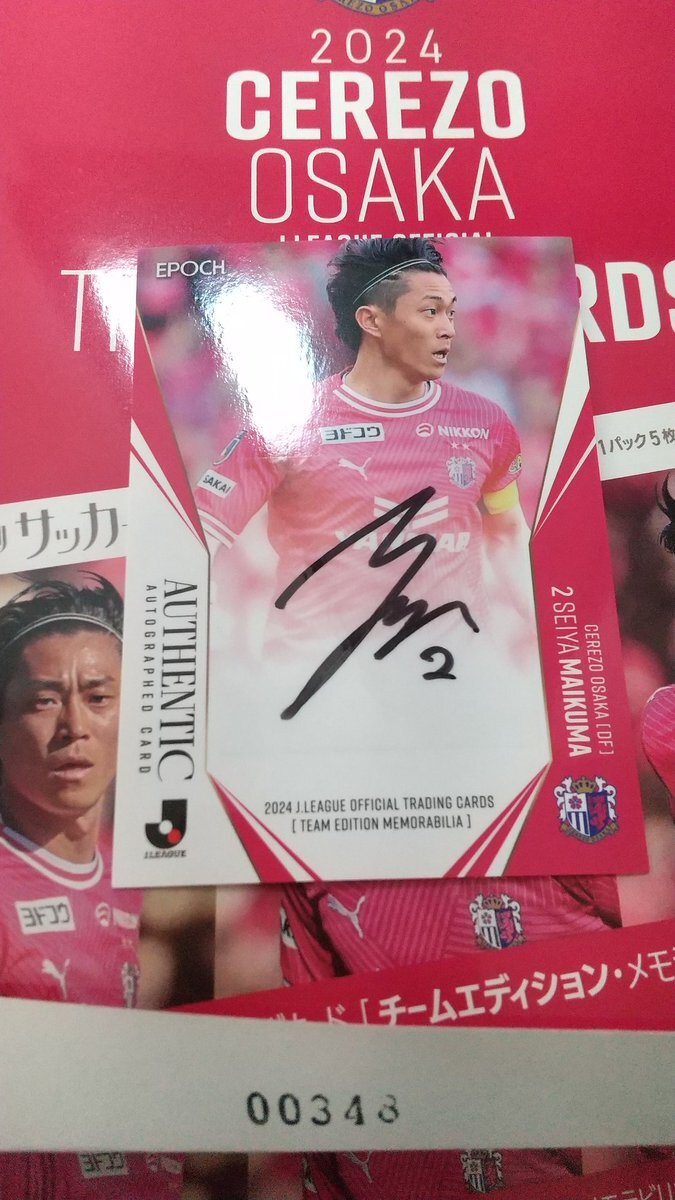 2024
CEREZO
OSAKA
J.LEAGUE OFFICIAL
RDS
1パック5枚
サッカー
EPOCH
ヨドコウ
NIKKON
SAKAI
AUTHENTIC
AUTOGRAPHED CARD
J.LEAGUE
2
CEREZO OSAKA [DF]
2 SEIYA MAIKUMA
2024 J.LEAGUE OFFICIAL TRADING CARDS
[ TEAM EDITION MEMORABILIA ]
ヨドコウ
「チームエディション・メモ
00348
ヨドコウ